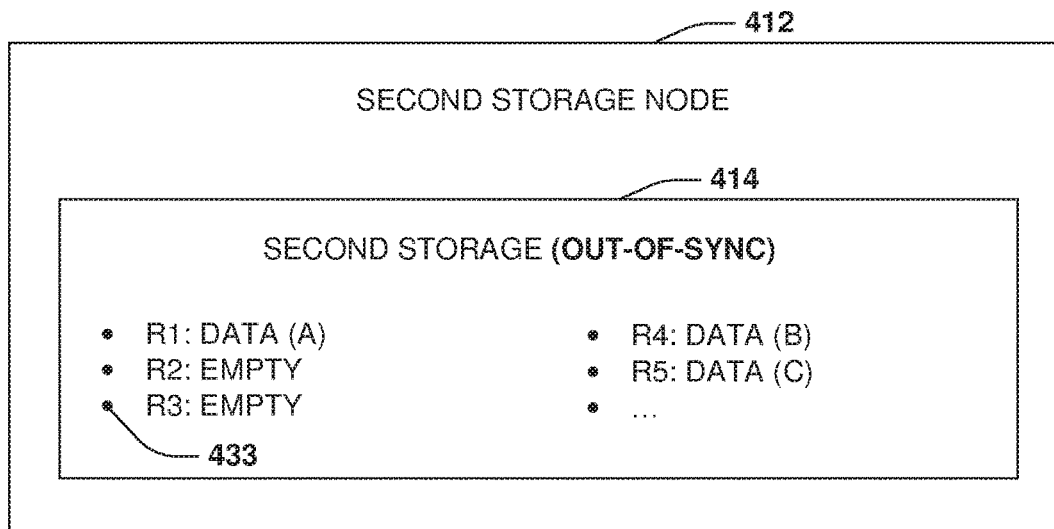 412
SECOND STORAGE NODE
414
SECOND STORAGE (OUT-OF-SYNC)
• R1: DATA (A)
• R2: EMPTY
• R3: EMPTY
• R4: DATA (B)
• R5: DATA (C)
• ...
433